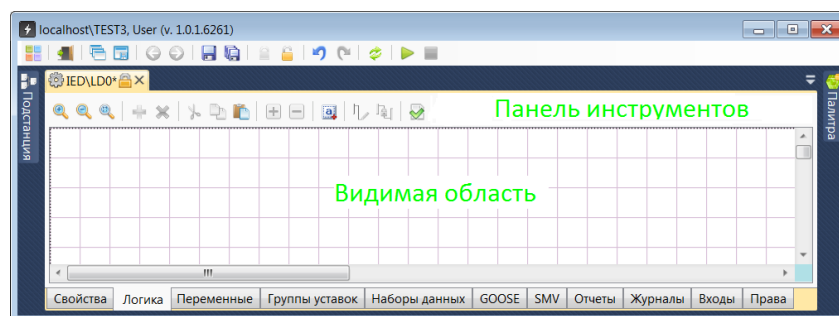 localhost\TEST3, User (v. 1.0.1.6261)
Подстанция
IED\LD0*
Палитра
Панель инструментов
Видимая область
Свойства Логика Переменные Группы уставок Наборы данных GOOSE SMV Отчеты Журналы Входы Права